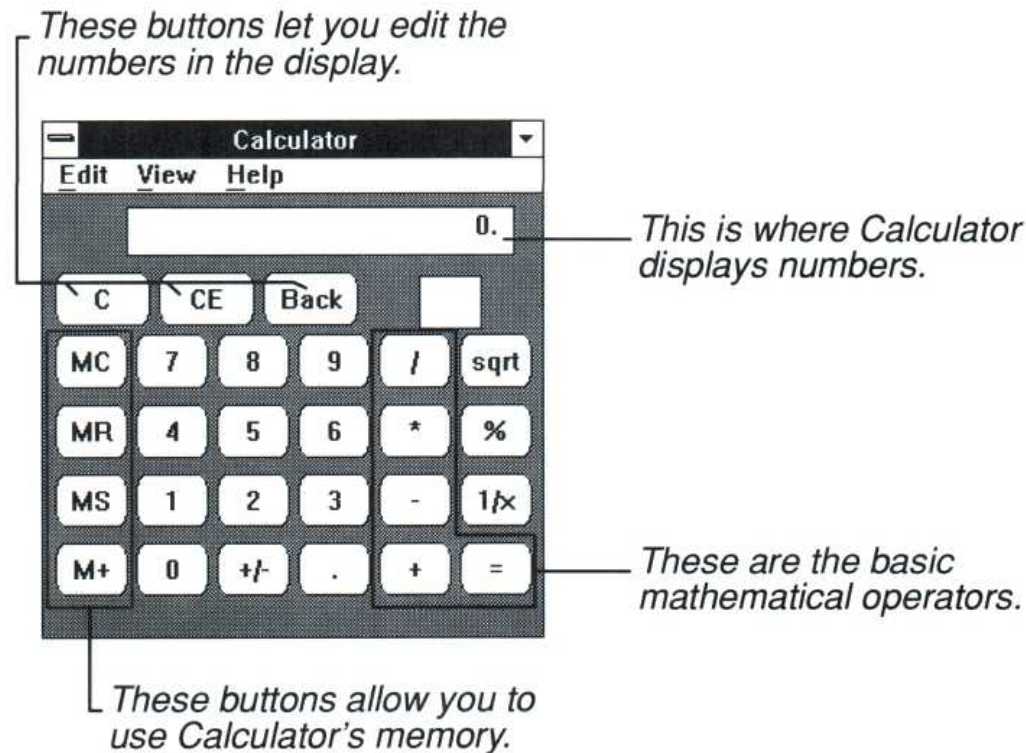 These buttons let you edit the
numbers in the display.
Calculator
Edit View Help
0.
This is where Calculator
displays numbers.
C CE Back
MC 7 8 9 / sqrt
MR 4 5 6 * %
MS 1 2 3 - 1/x
M+ 0 +/- . + =
These are the basic
mathematical operators.
These buttons allow you to
use Calculator's memory.